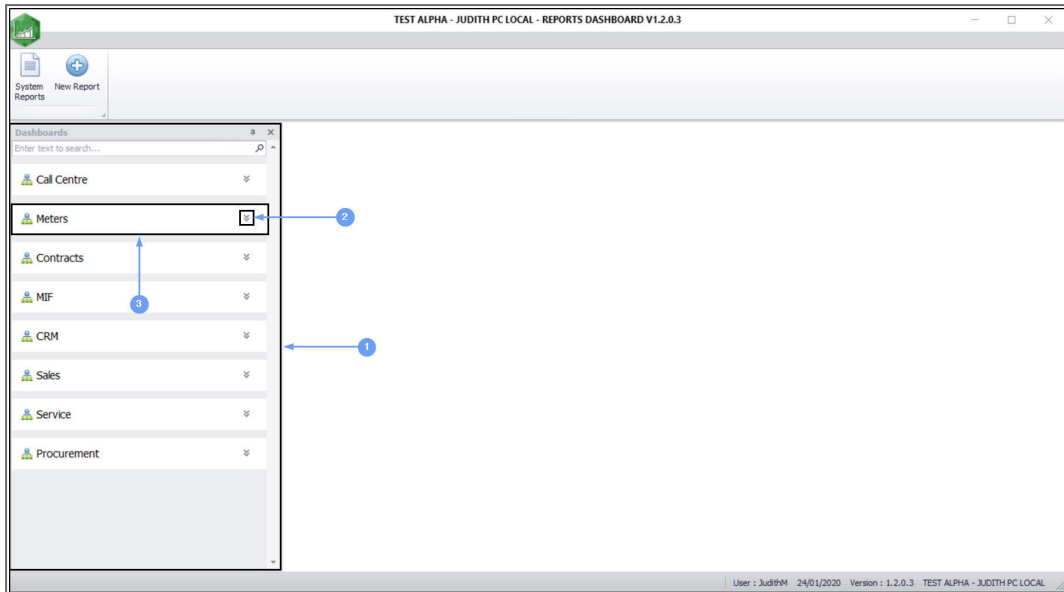 TEST ALPHA - JUDITH PC LOCAL - REPORTS DASHBOARD V1.2.0.3
System Reports
New Report
Dashboards
Enter text to search...
Call Centre
Meters
2
Contracts
MIF
3
CRM
1
Sales
Service
Procurement
User : JudithM 24/01/2020 Version : 1.2.0.3 TEST ALPHA - JUDITH PC LOCAL